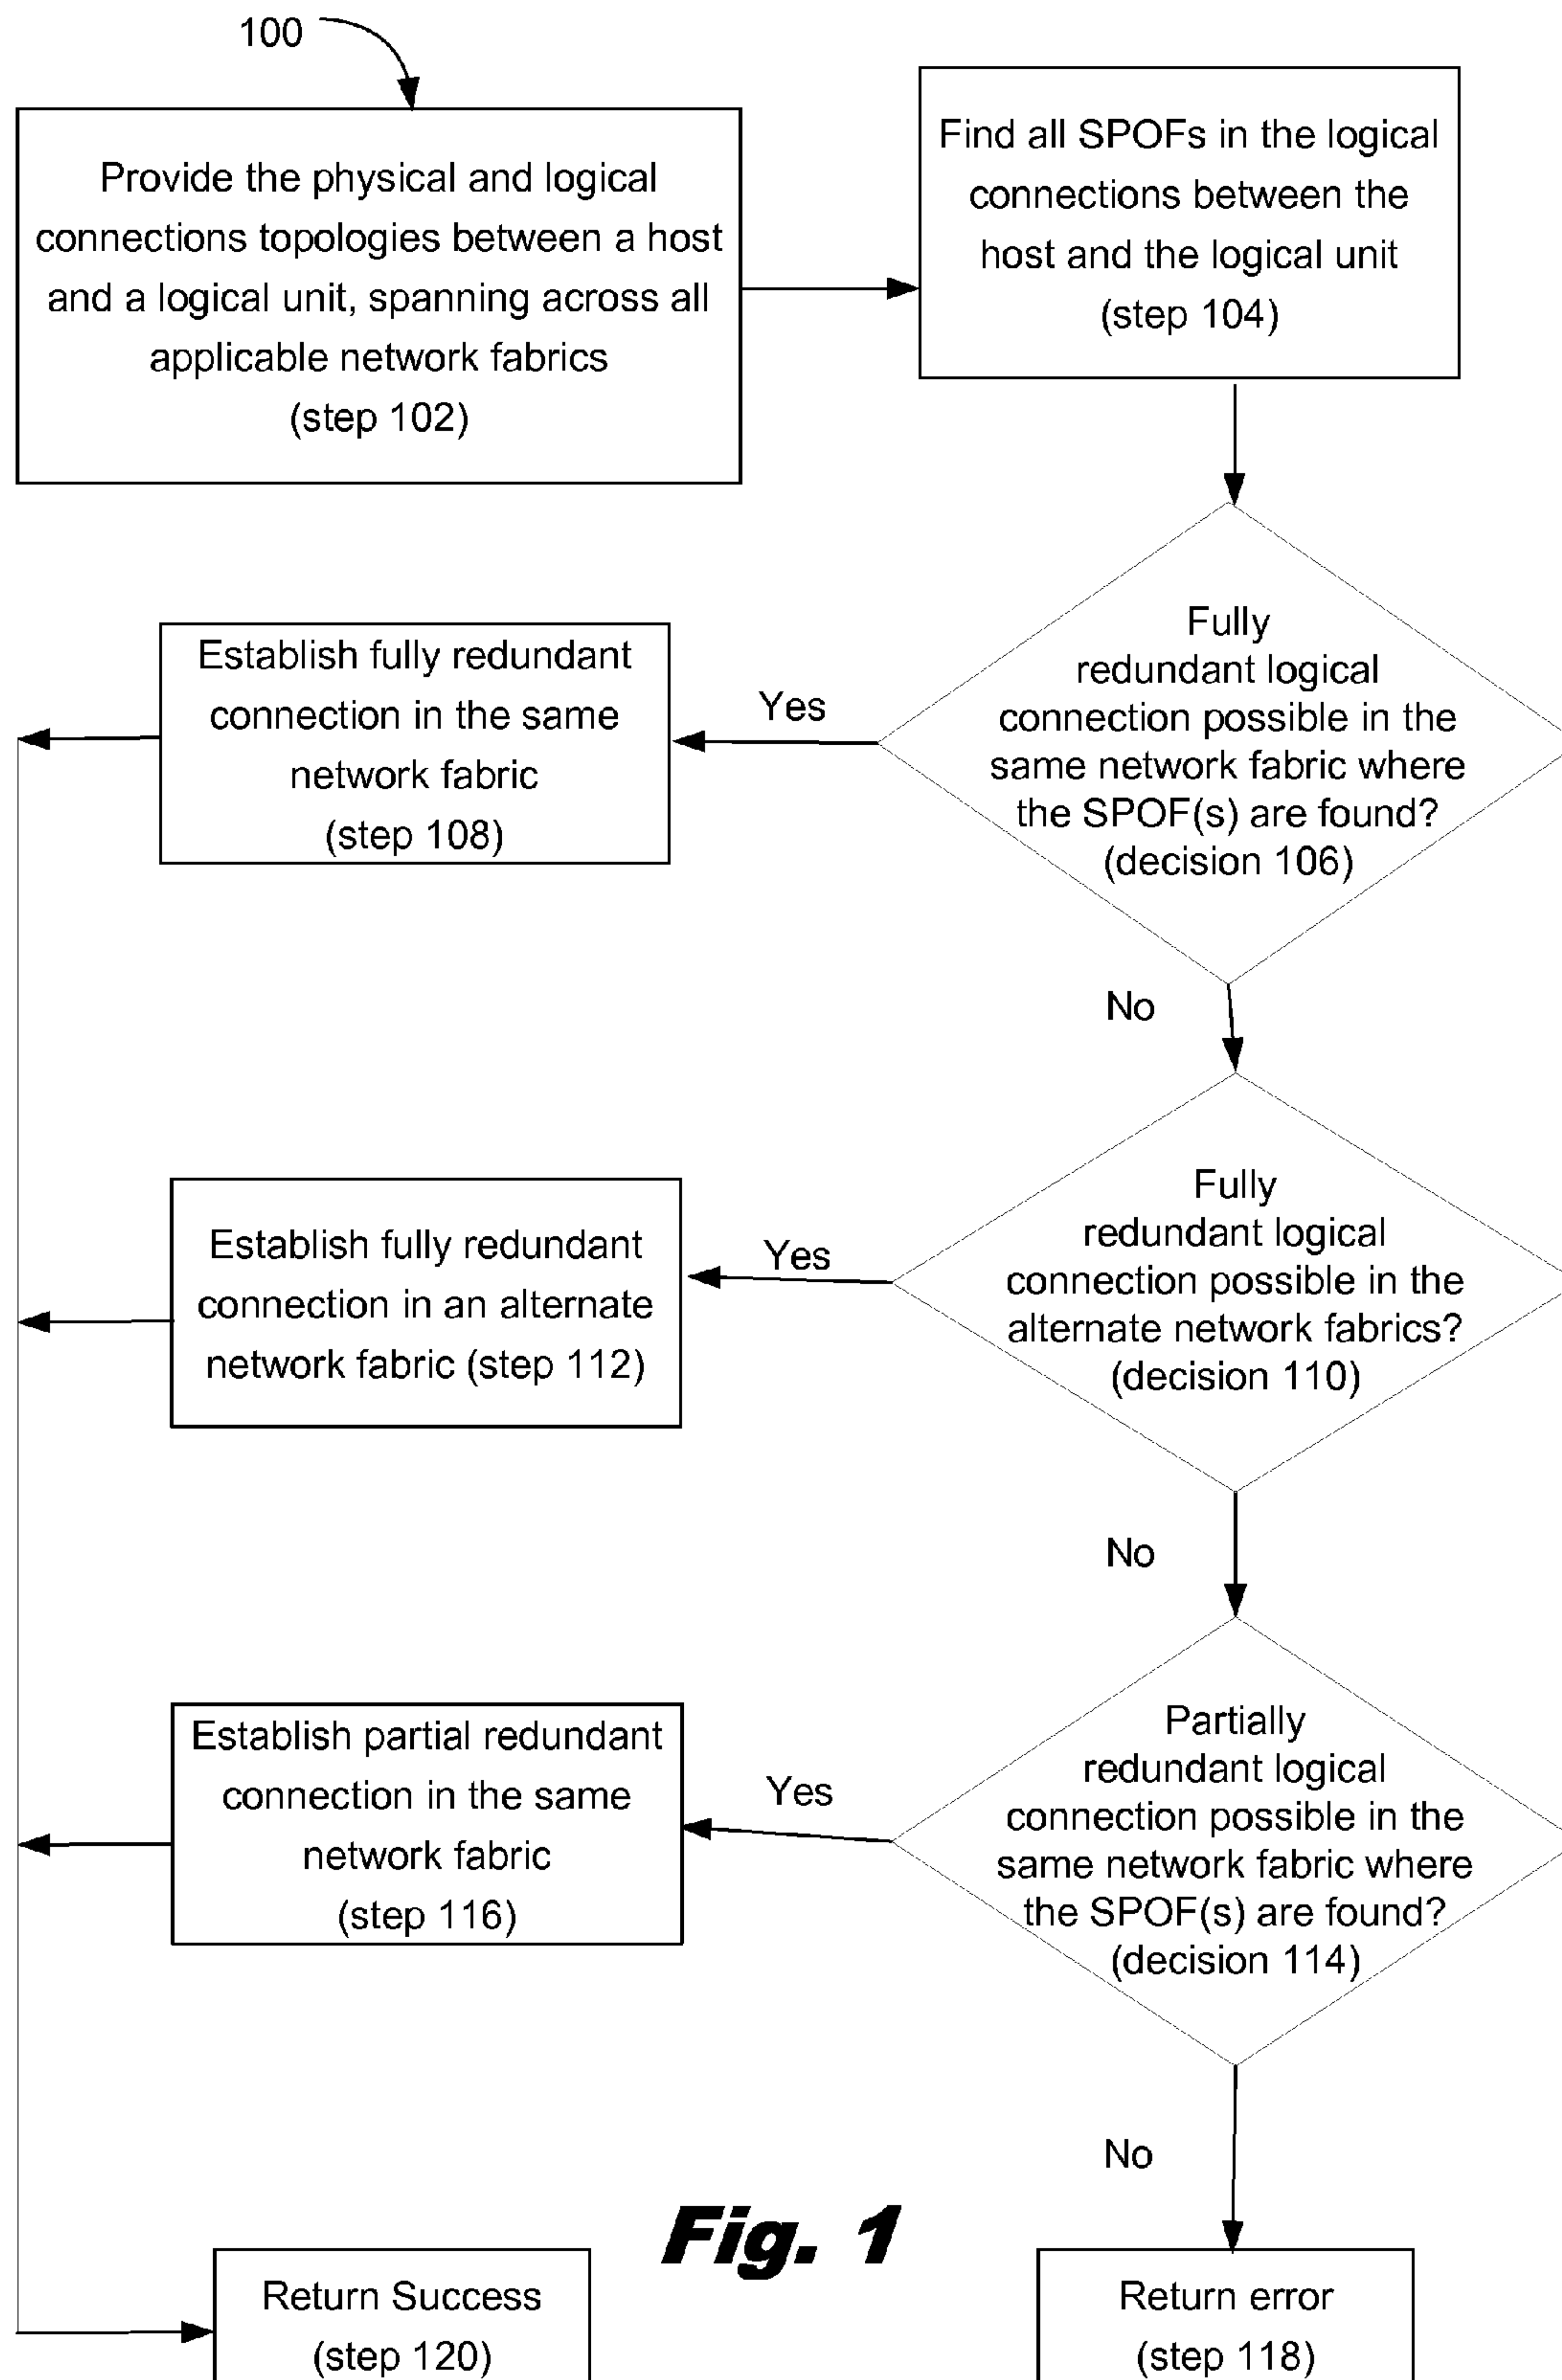 100
Provide the physical and logical
connections topologies between a host
and a logical unit, spanning across all
applicable network fabrics
(step 102)
Find all SPOFs in the logical
connections between the
host and the logical unit
(step 104)
Fully
redundant logical
connection possible in the
same network fabric where
the SPOF(s) are found?
(decision 106)
Yes
Establish fully redundant
connection in the same
network fabric
(step 108)
No
Fully
redundant logical
connection possible in the
alternate network fabrics?
(decision 110)
Yes
Establish fully redundant
connection in an alternate
network fabric (step 112)
No
Partially
redundant logical
connection possible in the
same network fabric where
the SPOF(s) are found?
(decision 114)
Yes
Establish partial redundant
connection in the same
network fabric
(step 116)
No
Fig. 1
Return Success
(step 120)
Return error
(step 118)